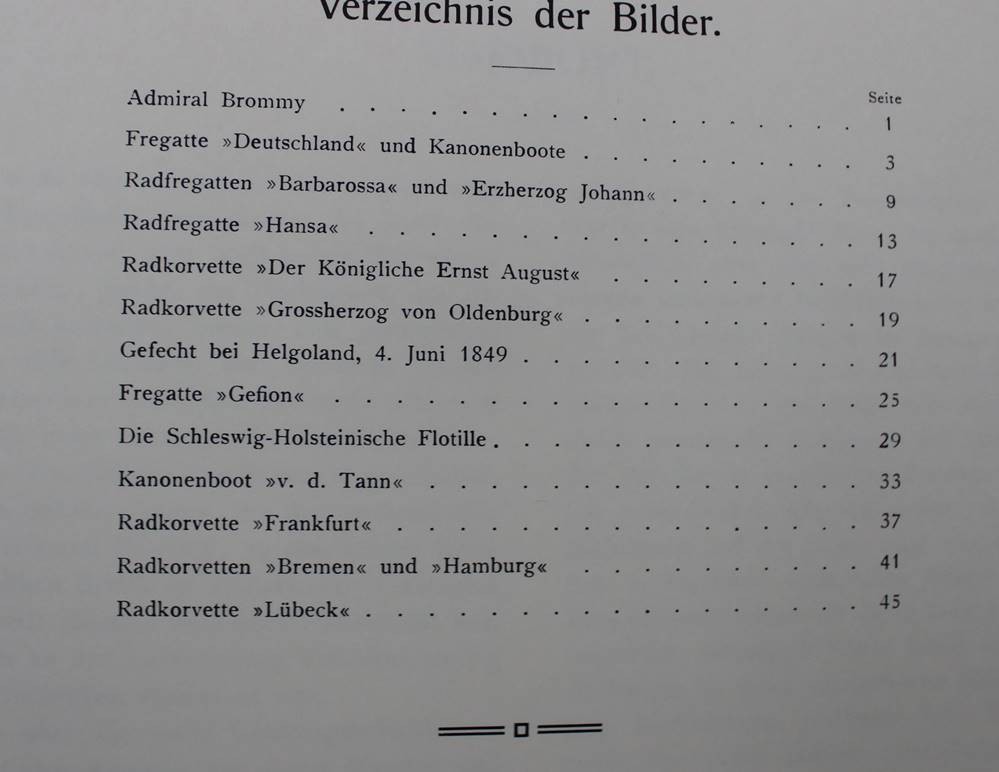 Verzeichnis der Bilder.
Seite
Admiral Brommy . . . . . . . . . . . . . . . . . . 1
Fregatte »Deutschland« und Kanonenboote . . . . . . . . . . 3
Radfregatten »Barbarossa« und »Erzherzog Johann« . . . . . . . 9
Radfregatte »Hansa« . . . . . . . . . . . . . . . . . 13
Radkorvette »Der Königliche Ernst August« . . . . . . . . . 17
Radkorvette »Grossherzog von Oldenburg« . . . . . . . . . . 19
Gefecht bei Helgoland, 4. Juni 1849 . . . . . . . . . . . . 21
Fregatte »Gefion« . . . . . . . . . . . . . . . . . . 25
Die Schleswig-Holsteinische Flotille . . . . . . . . . . . . . 29
Kanonenboot »v. d. Tann« . . . . . . . . . . . . . . . 33
Radkorvette »Frankfurt« . . . . . . . . . . . . . . . . 37
Radkorvetten »Bremen« und »Hamburg« . . . . . . . . . . 41
Radkorvette »Lübeck« . . . . . . . . . . . . . . . . . 45